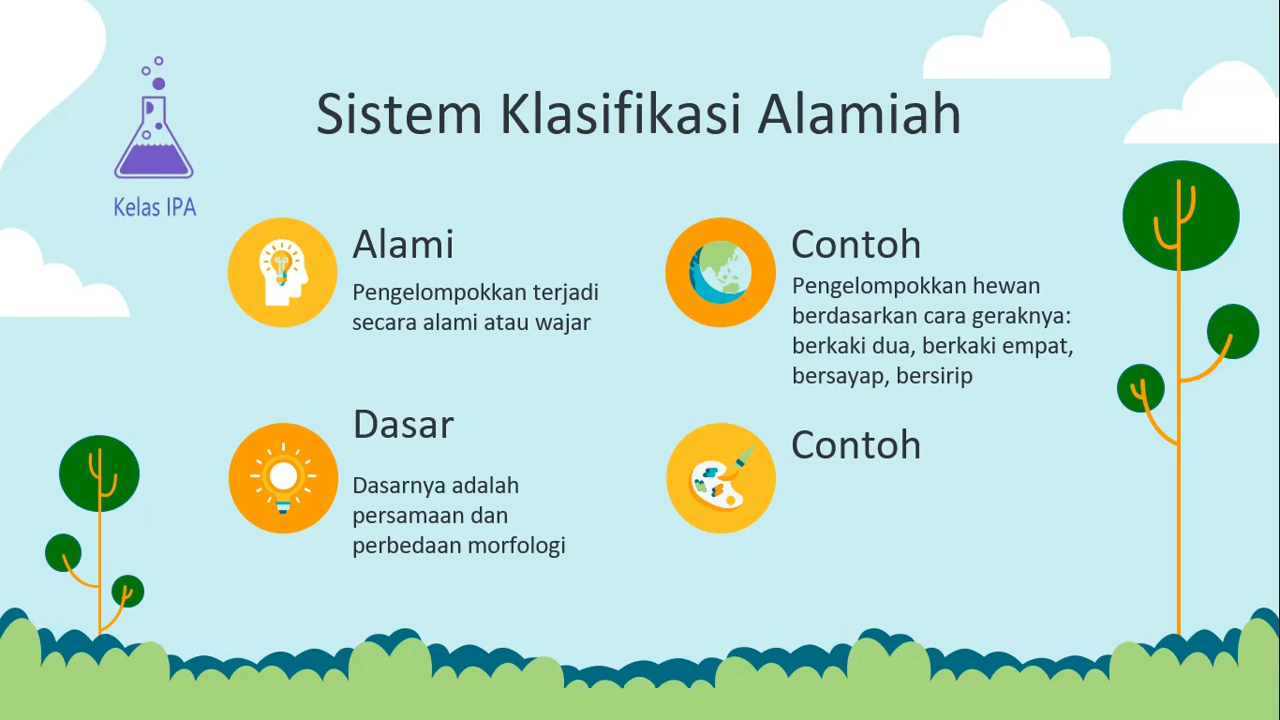 Sistem Klasifikasi Alamiah
Kelas IPA
Alami
Pengelompokkan terjadi
secara alami atau wajar
Contoh
Pengelompokkan hewan
berdasarkan cara geraknya:
berkaki dua, berkaki empat,
bersayap, bersirip
Dasar
Dasarnya adalah
persamaan dan
perbedaan morfologi
Contoh